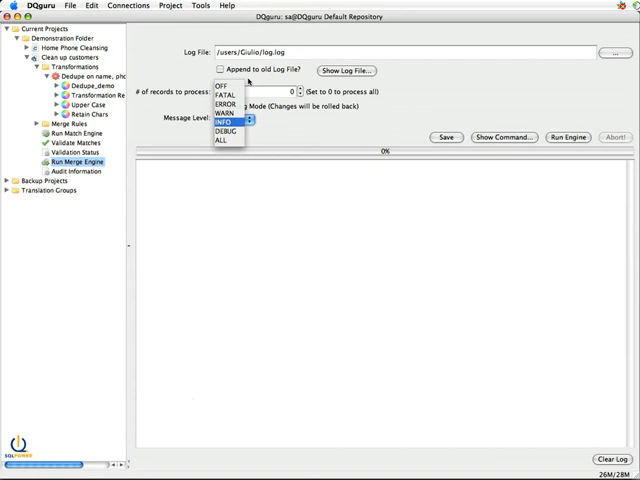 DQguru File Edit Connections Project Tools Help
DQguru: sa@DQguru Default Repository
Current Projects
Home Phone Cleansing
Clean up customers
Transformations
Dedupe on name, pho
Dedupe_demo
Transformation Re
Upper Case
Retain Chars
Merge Rules
Run Match Engine
Validate Matches
Validation Status
Run Merge Engine
Audit Information
Backup Projects
Translation Groups
SQLPOWER
Log File: /users/Giulio/log.log ...
Append to old Log File? Show Log File...
# of records to process: 0 (Set to 0 to process all)
Mode (Changes will be rolled back)
Message Level:
OFF
FATAL
ERROR
WARN
INFO
DEBUG
ALL
Save Show Command... Run Engine Abort!
0%
Clear Log
26M/28M